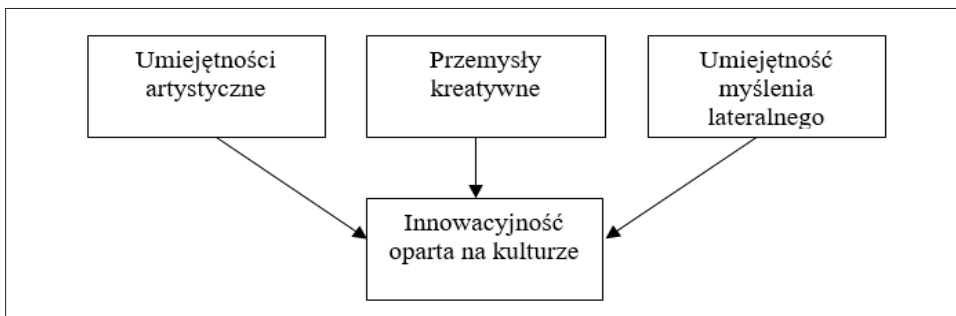 Umiejętności
artystyczne
Przemysły
kreatywne
Umiejętność
myślenia
lateralnego
Innowacyjność
oparta na kulturze